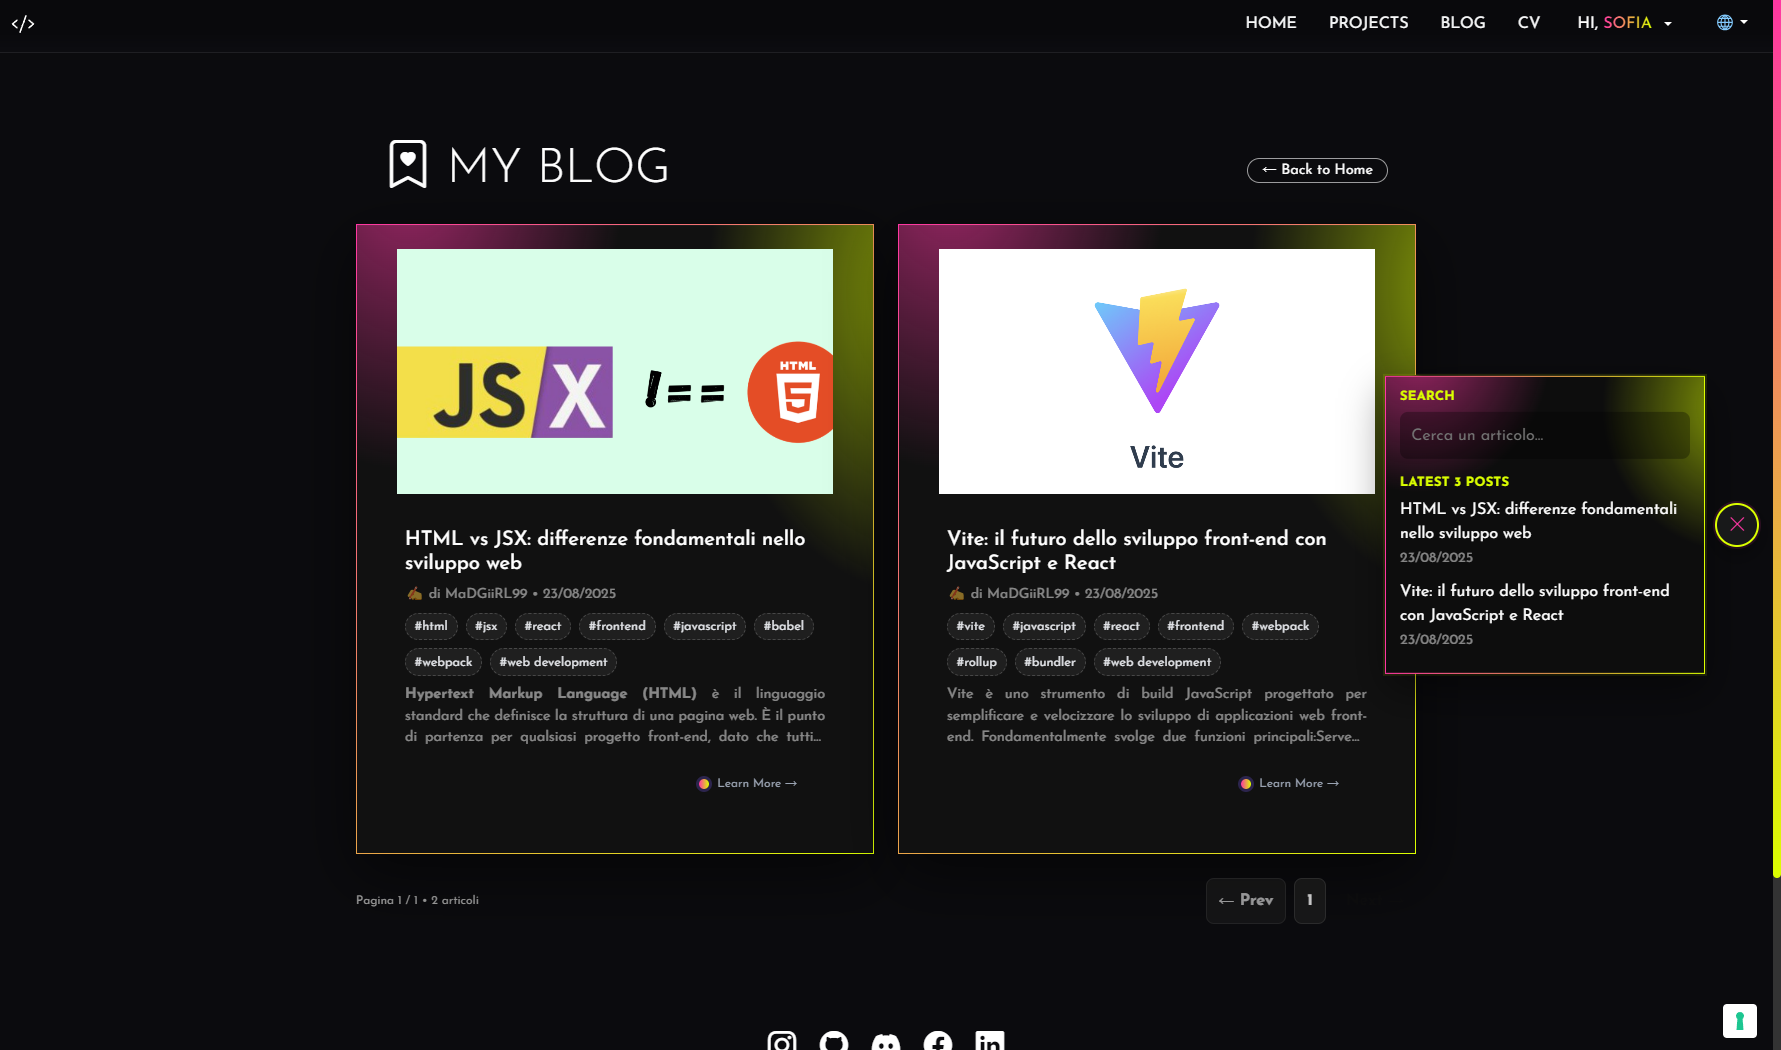 </>
HOME PROJECTS BLOG CV HI, SOFIA
MY BLOG
← Back to Home
JSX !== HTML 5
HTML vs JSX: differenze fondamentali nello
sviluppo web
✍🏾 di MaDGiiRL99 • 23/08/2025
#html #jsx #react #frontend #javascript #babel
#webpack #web development
Hypertext Markup Language (HTML) è il linguaggio
standard che definisce la struttura di una pagina web. È il punto
di partenza per qualsiasi progetto front-end, dato che tutti...
Learn More →
Vite
Vite: il futuro dello sviluppo front-end con
JavaScript e React
✍🏾 di MaDGiiRL99 • 23/08/2025
#vite #javascript #react #frontend #webpack
#rollup #bundler #web development
Vite è uno strumento di build JavaScript progettato per
semplificare e velocizzare lo sviluppo di applicazioni web front-
end. Fondamentalmente svolge due funzioni principali:Serve...
Learn More →
SEARCH
Cerca un articolo...
LATEST 3 POSTS
HTML vs JSX: differenze fondamentali
nello sviluppo web
23/08/2025
Vite: il futuro dello sviluppo front-end
con JavaScript e React
23/08/2025
Pagina 1 / 1 • 2 articoli
← Prev 1